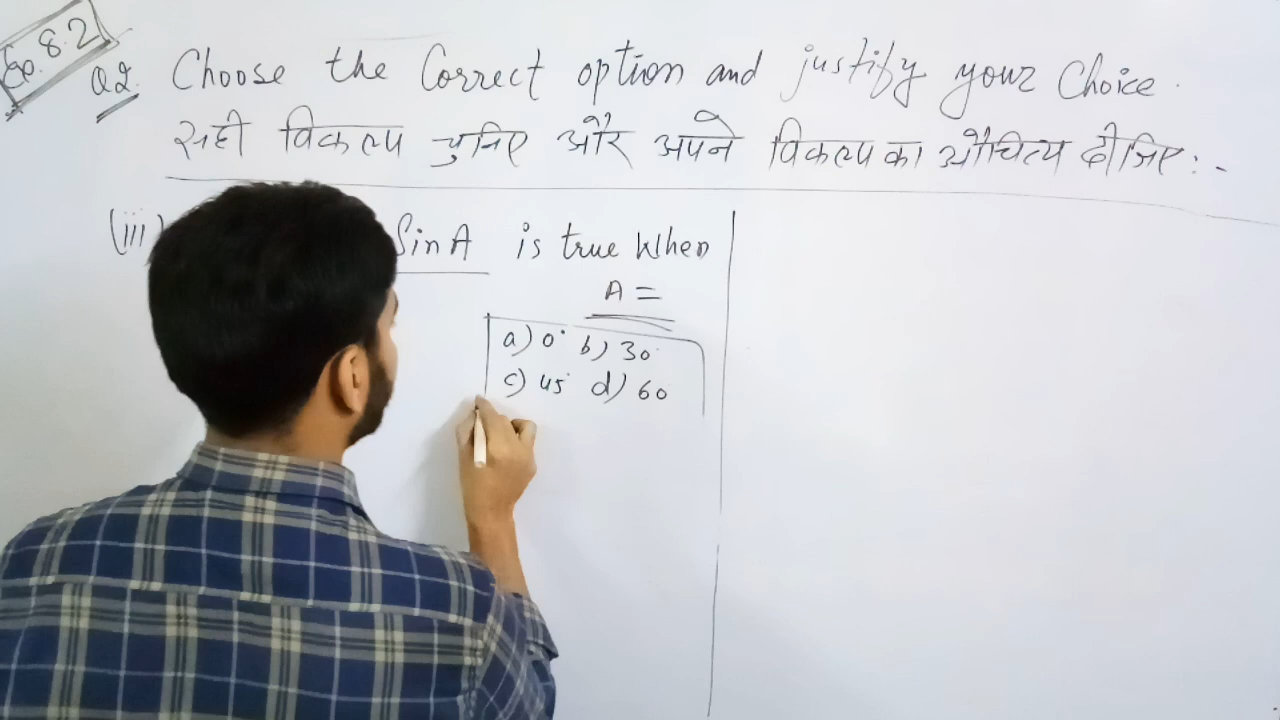 8.2
Q2. Choose the Correct option and justify your Choice.
सही विकल्प चुनिए और अपने विकल्प का औचित्य दीजिए:-
(iii) Sin A is true When
A =
a) 0° b) 30°
c) 45° d) 60